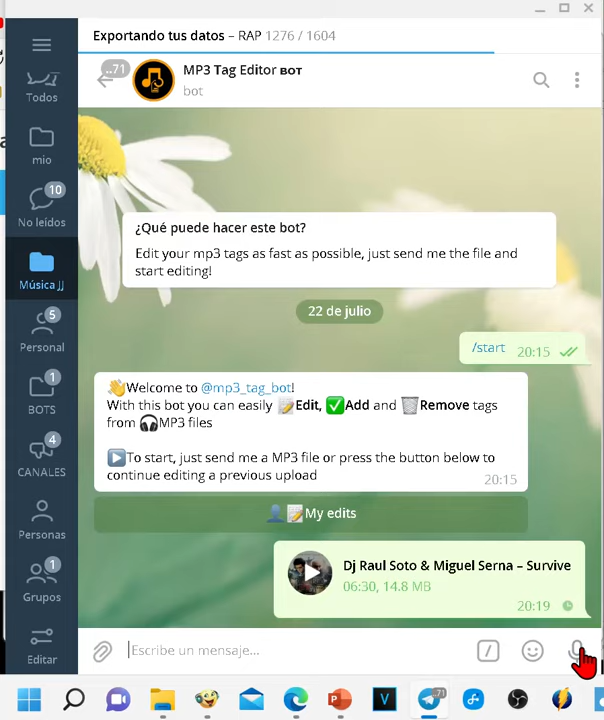 Exportando tus datos – RAP 1276 / 1604
..71
MP3 Tag Editor BOT
bot
Todos
mio
10
No leídos
Música JJ
5
Personal
1
BOTS
4
CANALES
Personas
1
Grupos
Editar
¿Qué puede hacer este bot?
Edit your mp3 tags as fast as possible, just send me the file and
start editing!
22 de julio
/start 20:15
👋Welcome to @mp3_tag_bot!
With this bot you can easily 📝Edit, ✅Add and 🗑️Remove tags
from 🎧MP3 files
▶️To start, just send me a MP3 file or press the button below to
continue editing a previous upload
20:15
👤📝My edits
Dj Raul Soto & Miguel Serna – Survive
06:30, 14.8 MB
20:19
Escribe un mensaje...
/
P
V
..71